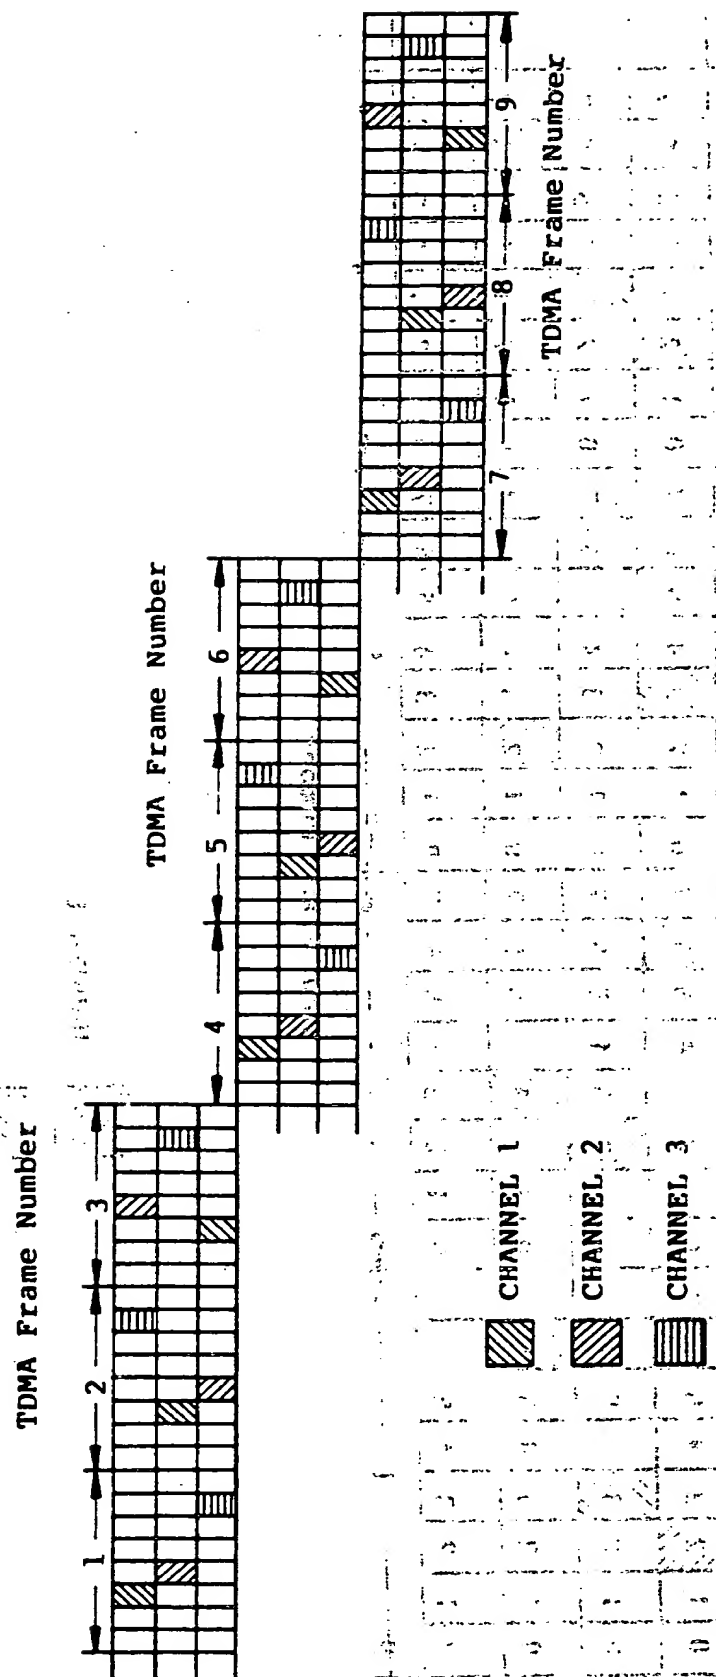 TDMA Frame Number
1 2 3
TDMA Frame Number
4 5 6
7 8 9
TDMA Frame Number
CHANNEL 1
CHANNEL 2
CHANNEL 3